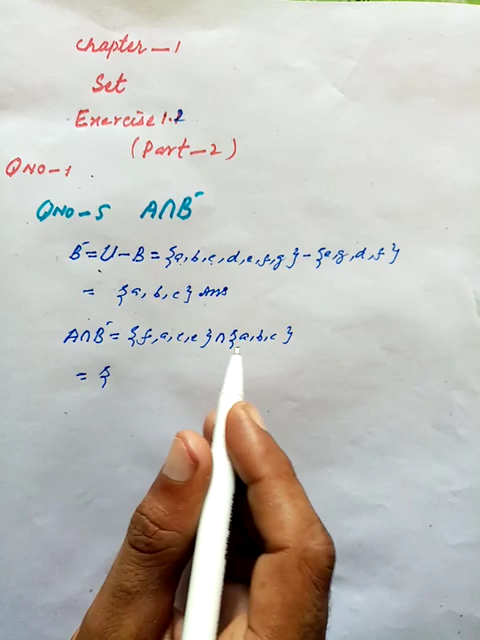 Chapter-1
Set
Exercise 1.2
(Part-2)
QNO-1
QNO-5 A∩B'
B'=U-B={a,b,c,d,e,f,g}-{e,g,d,f}
= {a,b,c} Ans
A∩B'={f,a,c,e}∩{a,b,c}
= {